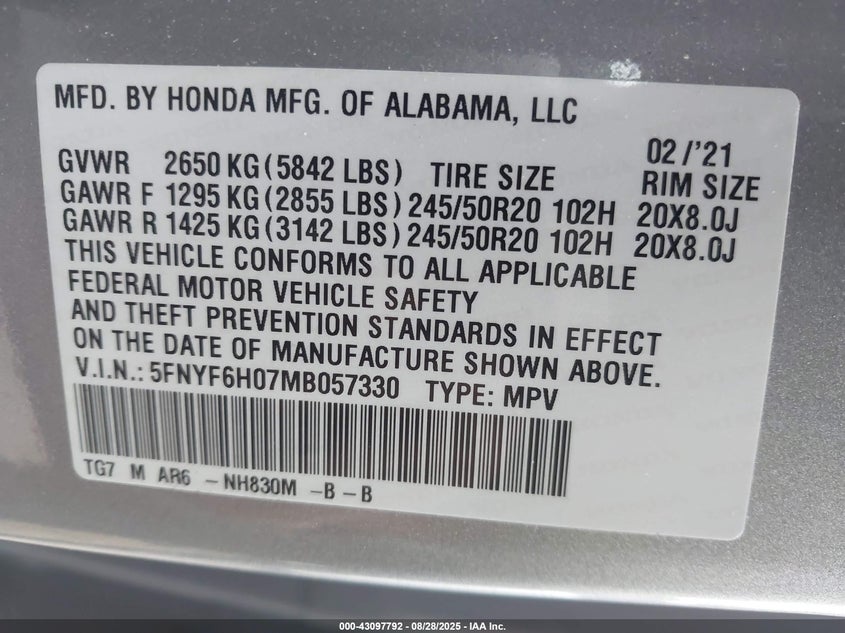 MFD. BY HONDA MFG. OF ALABAMA, LLC
02/'21
GVWR 2650 KG (5842 LBS) TIRE SIZE RIM SIZE
GAWR F 1295 KG (2855 LBS) 245/50R20 102H 20X8.0J
GAWR R 1425 KG (3142 LBS) 245/50R20 102H 20X8.0J
THIS VEHICLE CONFORMS TO ALL APPLICABLE
FEDERAL MOTOR VEHICLE SAFETY
AND THEFT PREVENTION STANDARDS IN EFFECT
ON THE DATE OF MANUFACTURE SHOWN ABOVE.
V.I.N.: 5FNYF6H07MB057330 TYPE: MPV
TG7 M AR6 -NH830M -B-B
000-43097792 - 08/28/2025 - IAA Inc.